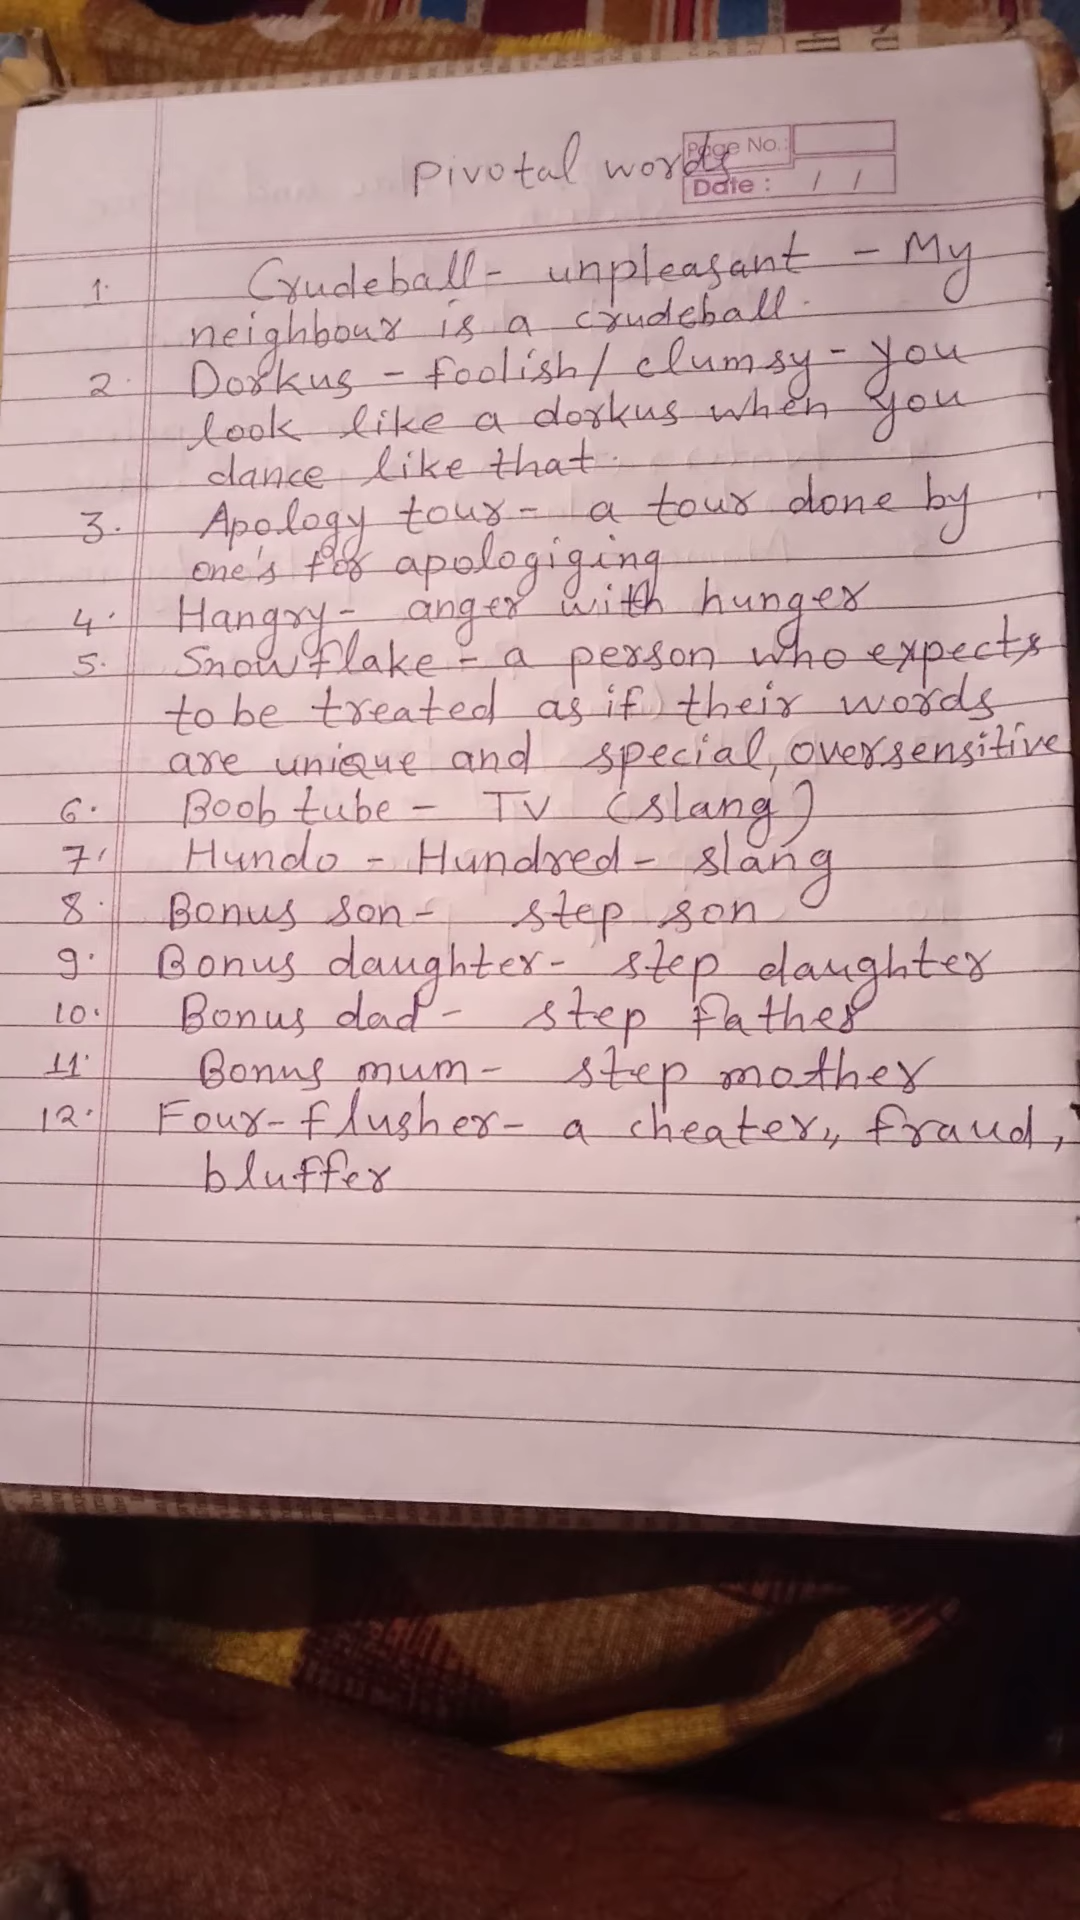 Pivotal words
Page No.:
Date : / /
1. Crudeball - unpleasant - My
neighbour is a crudeball.
2. Dorkus - foolish / clumsy - you
look like a dorkus when you
dance like that.
3. Apology tour - a tour done by
one's for apologiging
4. Hangry - anger with hunger
5. Snowflake - a person who expects
to be treated as if their words
are unique and special, oversensitive
6. Boob tube - TV (slang)
7. Hundo - Hundred - slang
8. Bonus son - step son
9. Bonus daughter - step daughter
10. Bonus dad - step father
11. Bonus mum - step mother
12. Four-flusher - a cheater,, fraud,
bluffer